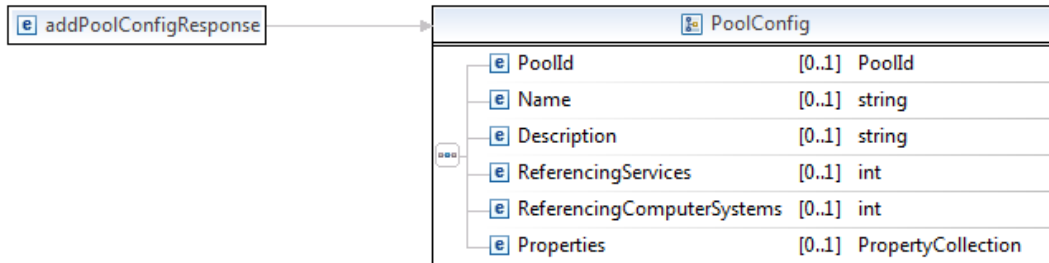 addPoolConfigResponse
PoolConfig
PoolId [0..1] PoolId
Name [0..1] string
Description [0..1] string
ReferencingServices [0..1] int
ReferencingComputerSystems [0..1] int
Properties [0..1] PropertyCollection